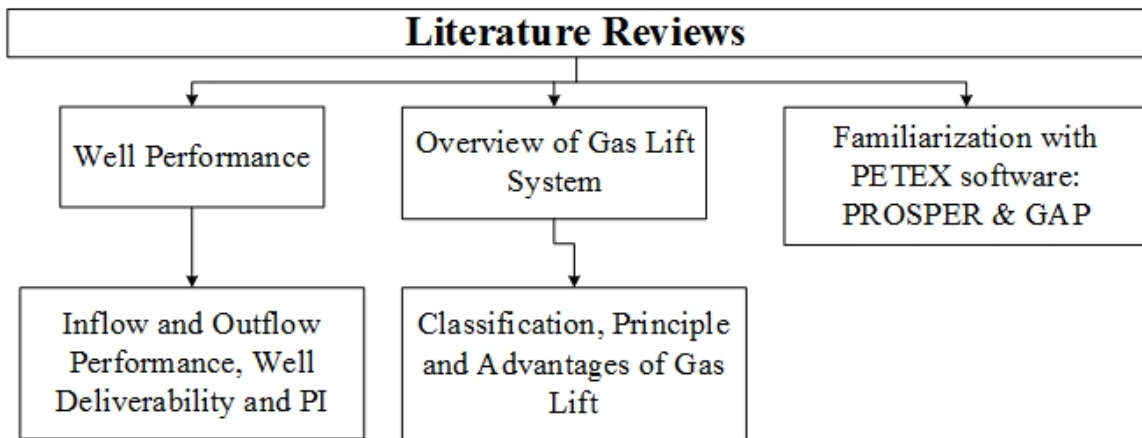 Literature Reviews
Well Performance
Overview of Gas Lift
System
Familiarization with
PETEX software:
PROSPER & GAP
Inflow and Outflow
Performance, Well
Deliverability and PI
Classification, Principle
and Advantages of Gas
Lift